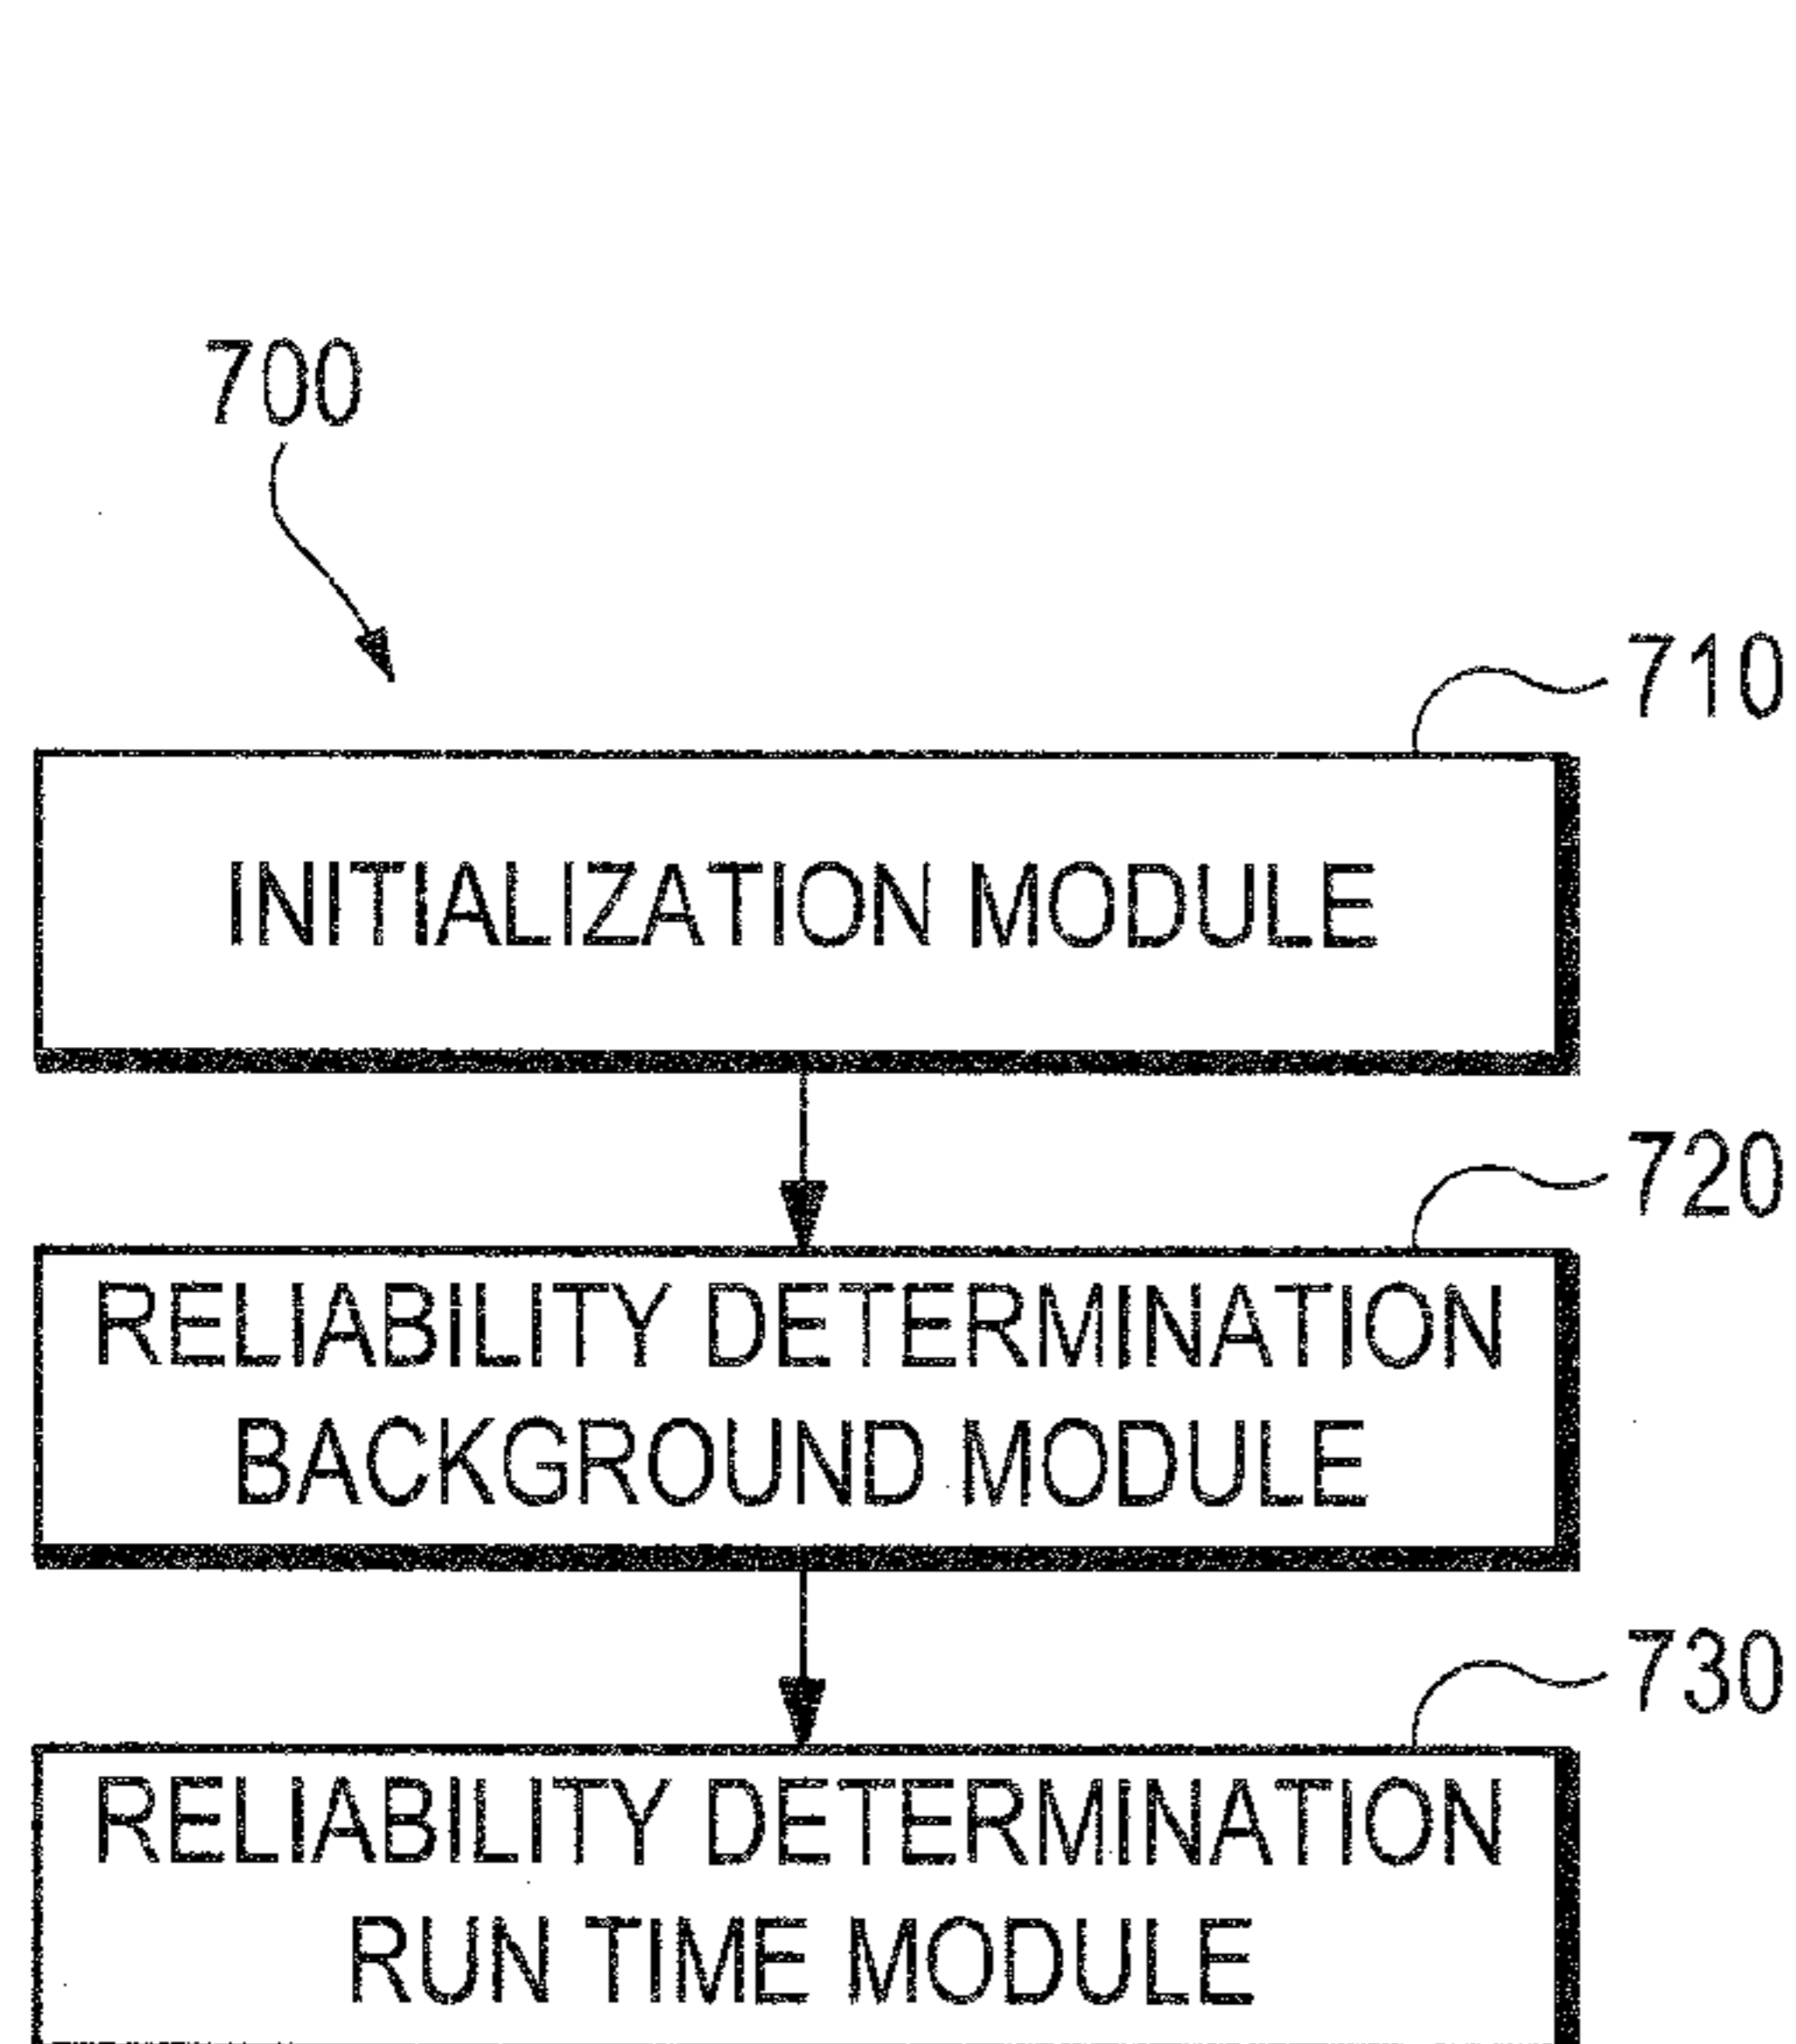 700
710
INITIALIZATION MODULE
720
RELIABILITY DETERMINATION
BACKGROUND MODULE
730
RELIABILITY DETERMINATION
RUN TIME MODULE